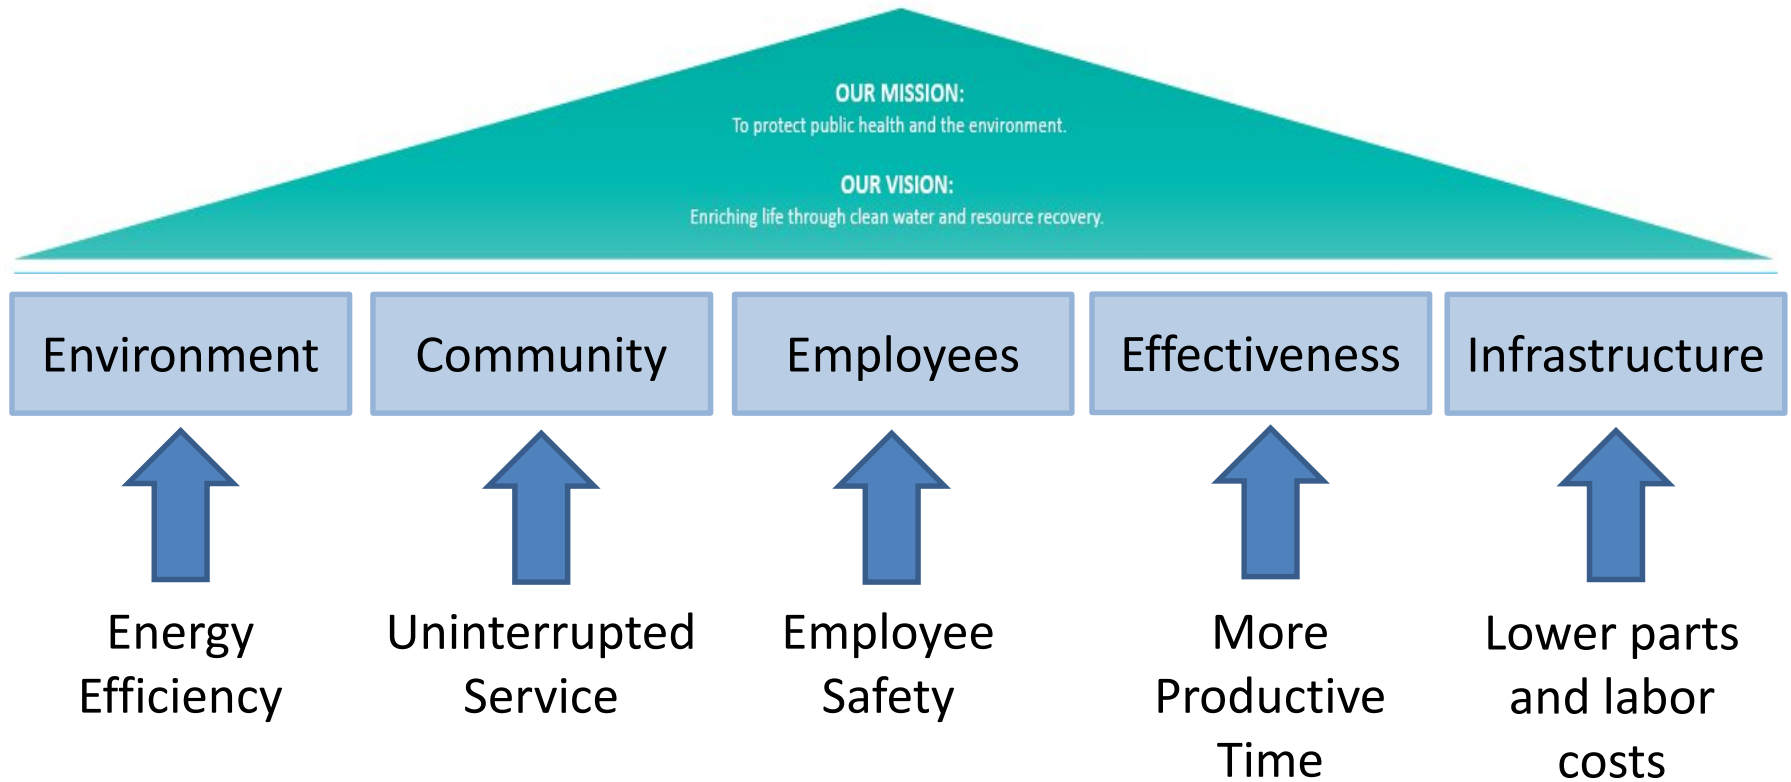 OUR MISSION:
To protect public health and the environment.
OUR VISION:
Enriching life through clean water and resource recovery.
Environment
Community
Employees
Effectiveness
Infrastructure
Energy
Efficiency
Uninterrupted
Service
Employee
Safety
More
Productive
Time
Lower parts
and labor
costs